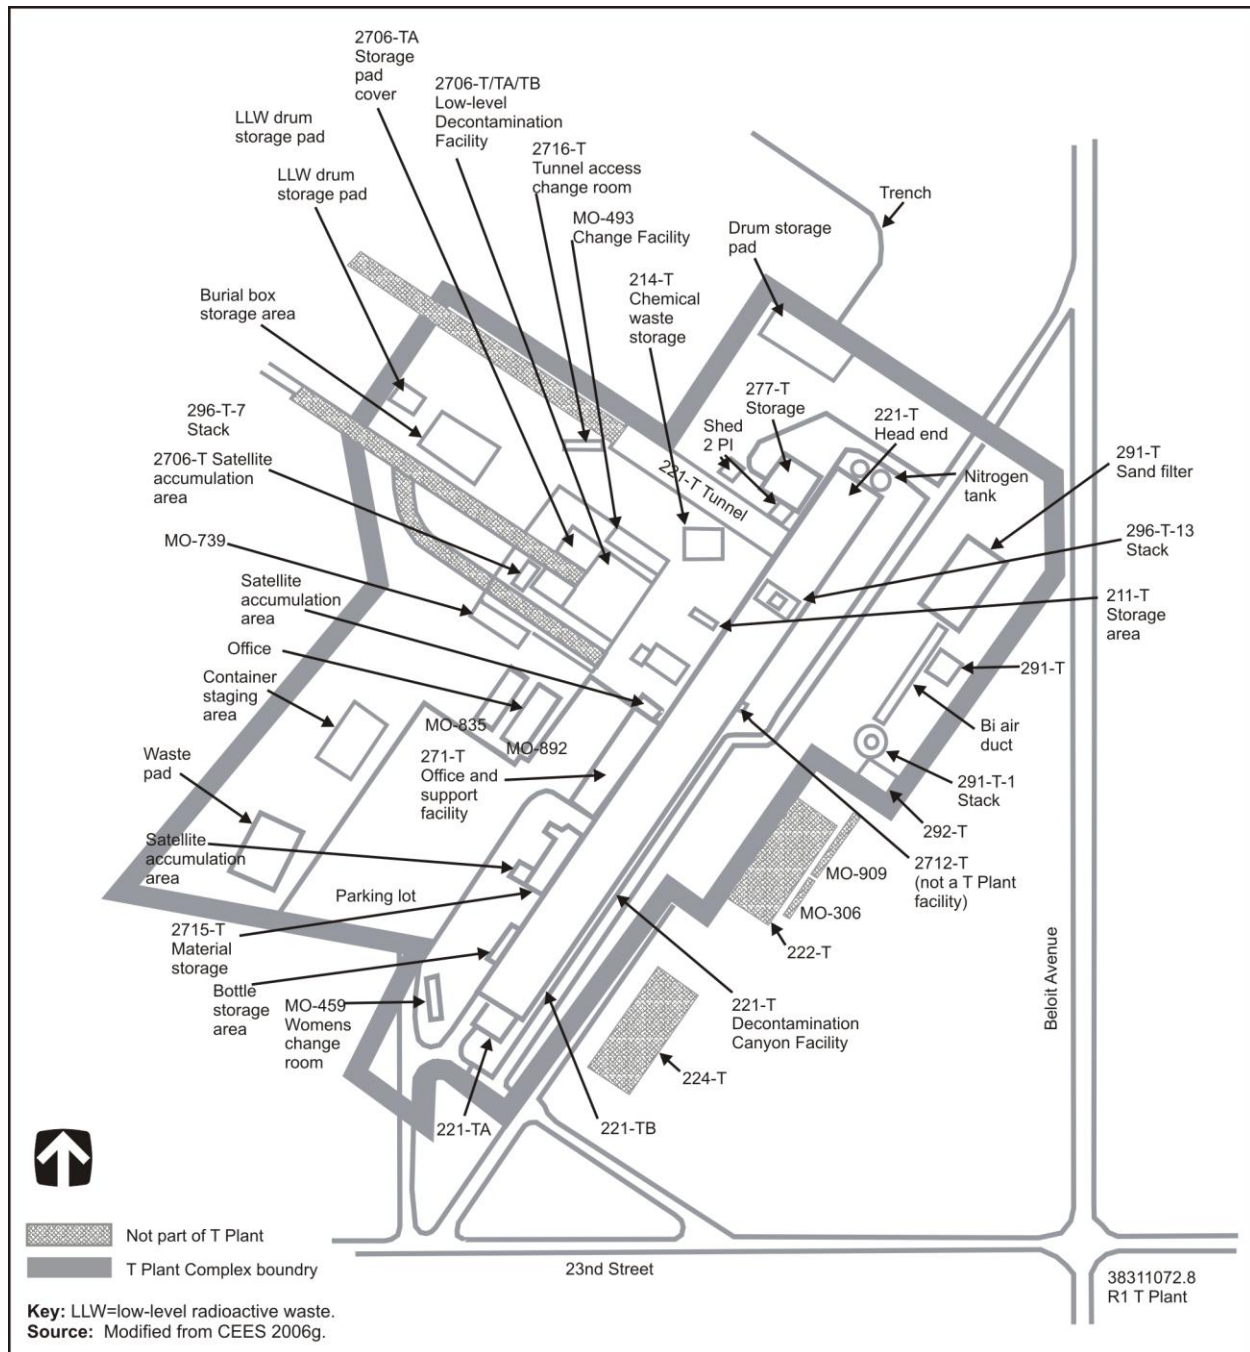 2706-TA
Storage
pad
cover
2706-T/TA/TB
Low-level
Decontamination
Facility
LLW drum
storage pad
2716-T
Tunnel access
change room
LLW drum
storage pad
MO-493
Change Facility
Trench
Drum storage
pad
214-T
Chemical
waste
storage
Burial box
storage area
277-T
Storage
221-T
Head end
296-T-7
Stack
Shed
2 PI
291-T
Sand filter
2706-T Satellite
accumulation
area
221-T Tunnel
Nitrogen
tank
296-T-13
Stack
MO-739
Satellite
accumulation
area
211-T
Storage
area
Office
291-T
Container
staging
area
MO-835
MO-892
Bi air
duct
Waste
pad
271-T
Office and
support
facility
291-T-1
Stack
292-T
Satellite
accumulation
area
2712-T
(not a T Plant
facility)
MO-909
MO-306
Parking lot
222-T
2715-T
Material
storage
Bottle
storage
area
MO-459
Womens
change
room
221-T
Decontamination
Canyon Facility
Beloit Avenue
224-T
221-TA
221-TB
Not part of T Plant
T Plant Complex boundry
23nd Street
38311072.8
R1 T Plant
Key: LLW=low-level radioactive waste.
Source: Modified from CEES 2006g.